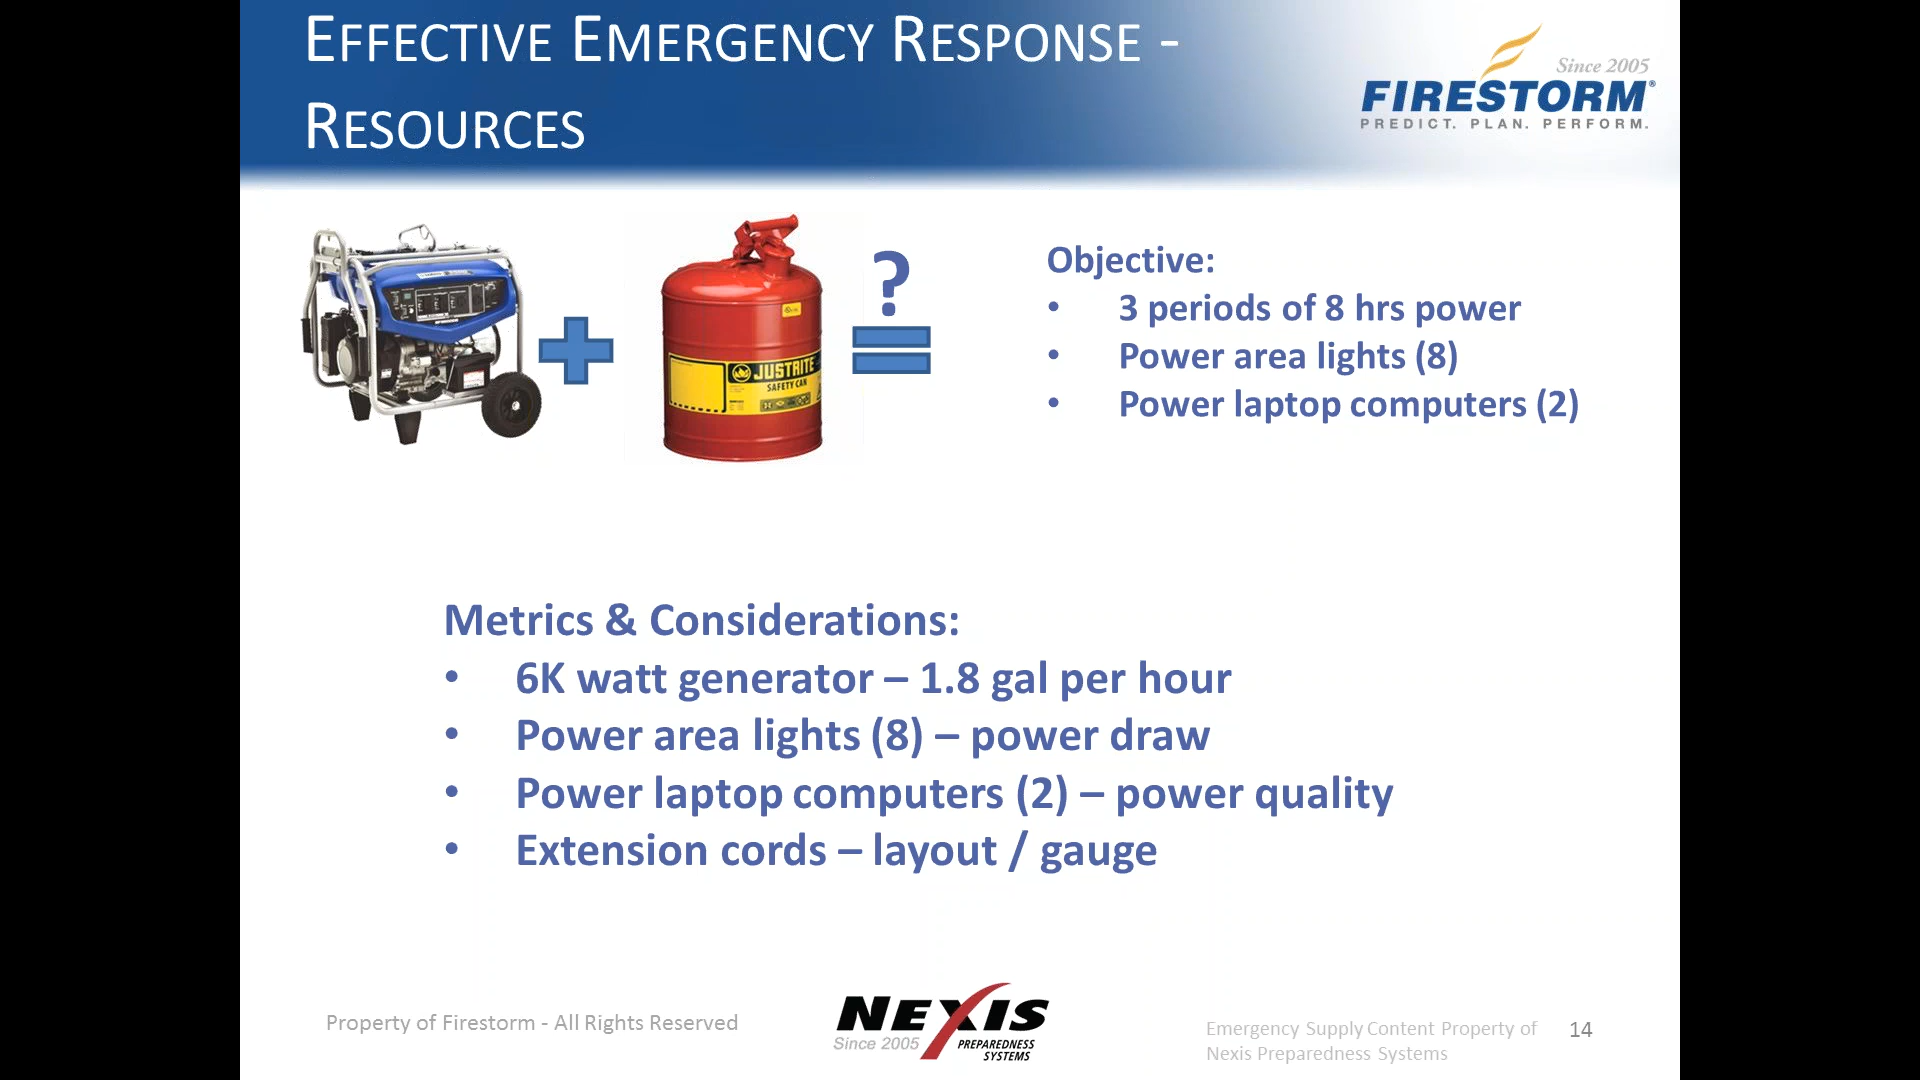 EFFECTIVE EMERGENCY RESPONSE -
RESOURCES
Since 2005
FIRESTORM®
PREDICT. PLAN. PERFORM.
JUSTRITE
SAFETY CAN
?
Objective:
• 3 periods of 8 hrs power
• Power area lights (8)
• Power laptop computers (2)
Metrics & Considerations:
• 6K watt generator – 1.8 gal per hour
• Power area lights (8) – power draw
• Power laptop computers (2) – power quality
• Extension cords – layout / gauge
Property of Firestorm - All Rights Reserved
NEXIS
Since 2005
PREPAREDNESS
SYSTEMS
Emergency Supply Content Property of
Nexis Preparedness Systems
14